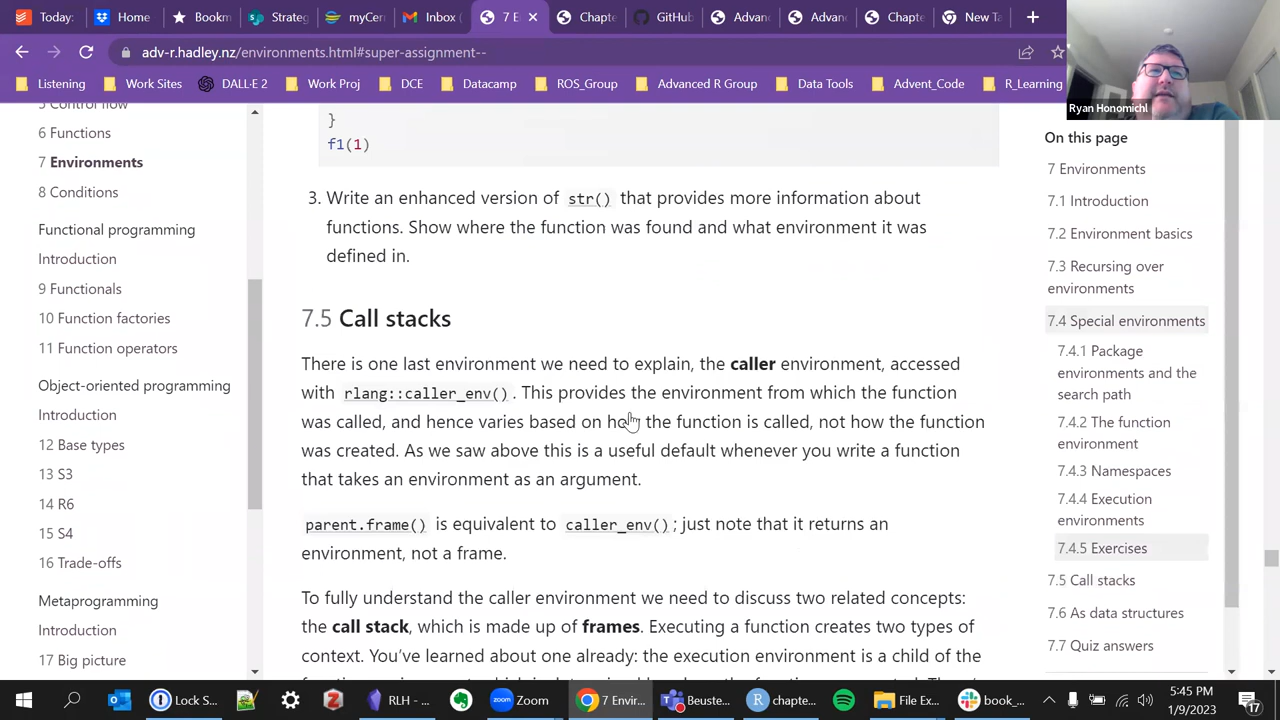 Today:
Home
Bookm
Strateg
myCer
Inbox (
7 E
Chapte
GitHub
Advan
Advan
Chapte
New Ta
adv-r.hadley.nz/environments.html#super-assignment--
Listening
Work Sites
DALL·E 2
Work Proj
DCE
Datacamp
ROS_Group
Advanced R Group
Data Tools
Advent_Code
R_Learning
Ryan Honomichl
5 Control flow
6 Functions
7 Environments
8 Conditions
Functional programming
Introduction
9 Functionals
10 Function factories
11 Function operators
Object-oriented programming
Introduction
12 Base types
13 S3
14 R6
15 S4
16 Trade-offs
Metaprogramming
Introduction
17 Big picture
}
f1(1)
3. Write an enhanced version of str() that provides more information about
functions. Show where the function was found and what environment it was
defined in.
7.5 Call stacks
There is one last environment we need to explain, the caller environment, accessed
with rlang::caller_env(). This provides the environment from which the function
was called, and hence varies based on how the function is called, not how the function
was created. As we saw above this is a useful default whenever you write a function
that takes an environment as an argument.
parent.frame() is equivalent to caller_env(); just note that it returns an
environment, not a frame.
To fully understand the caller environment we need to discuss two related concepts:
the call stack, which is made up of frames. Executing a function creates two types of
context. You've learned about one already: the execution environment is a child of the
On this page
7 Environments
7.1 Introduction
7.2 Environment basics
7.3 Recursing over
environments
7.4 Special environments
7.4.1 Package
environments and the
search path
7.4.2 The function
environment
7.4.3 Namespaces
7.4.4 Execution
environments
7.4.5 Exercises
7.5 Call stacks
7.6 As data structures
7.7 Quiz answers
Lock S...
RLH - ...
Zoom
7 Envir...
Beuste...
chapte...
File Ex...
book_...
5:45 PM
1/9/2023
17